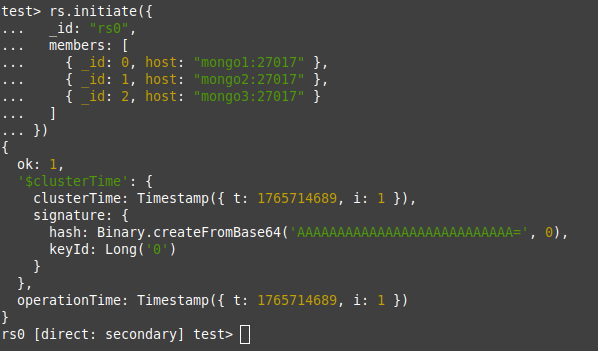 test> rs.initiate({
...   _id: "rs0",
...   members: [
...     { _id: 0, host: "mongo1:27017" },
...     { _id: 1, host: "mongo2:27017" },
...     { _id: 2, host: "mongo3:27017" }
...   ]
... })
{
  ok: 1,
  '$clusterTime': {
    clusterTime: Timestamp({ t: 1765714689, i: 1 }),
    signature: {
      hash: Binary.createFromBase64('AAAAAAAAAAAAAAAAAAAAAAAAAAA=', 0),
      keyId: Long('0')
    }
  },
  operationTime: Timestamp({ t: 1765714689, i: 1 })
}
rs0 [direct: secondary] test>